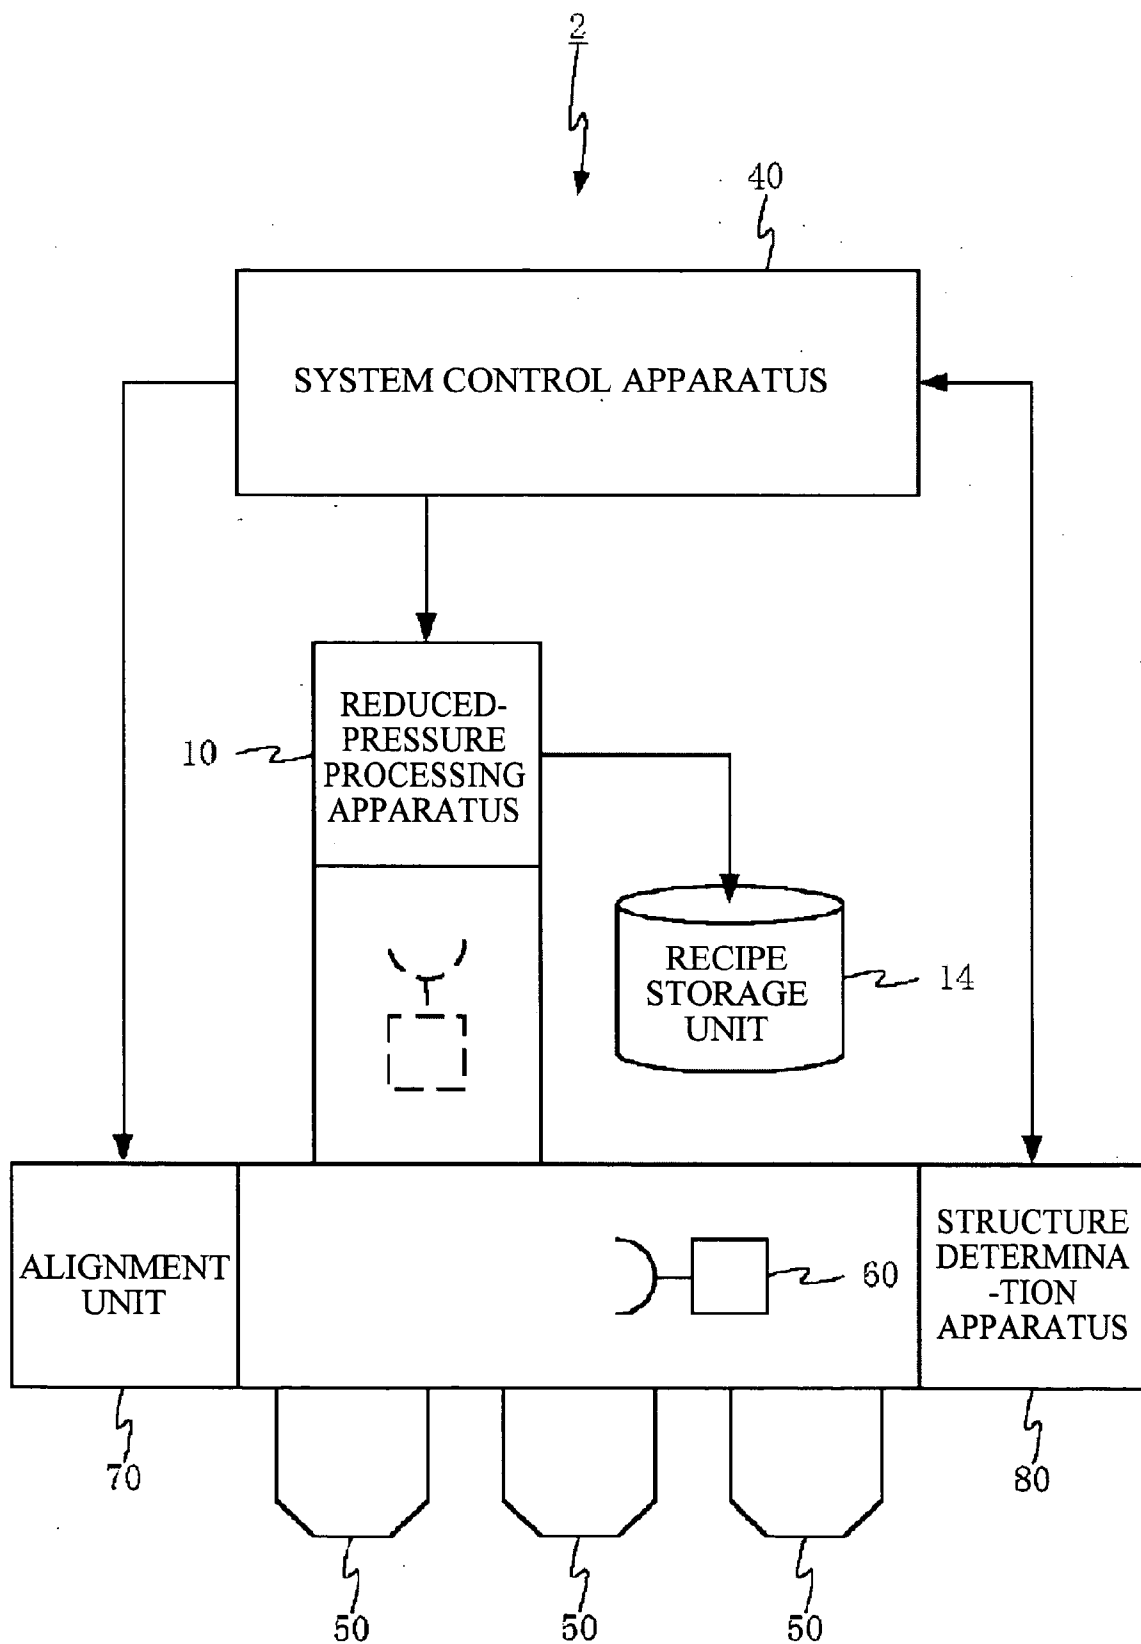 2
40
SYSTEM CONTROL APPARATUS
REDUCED-
PRESSURE
PROCESSING
APPARATUS
10
RECIPE
STORAGE
UNIT
14
ALIGNMENT
UNIT
60
STRUCTURE
DETERMINA
-TION
APPARATUS
70
80
50
50
50